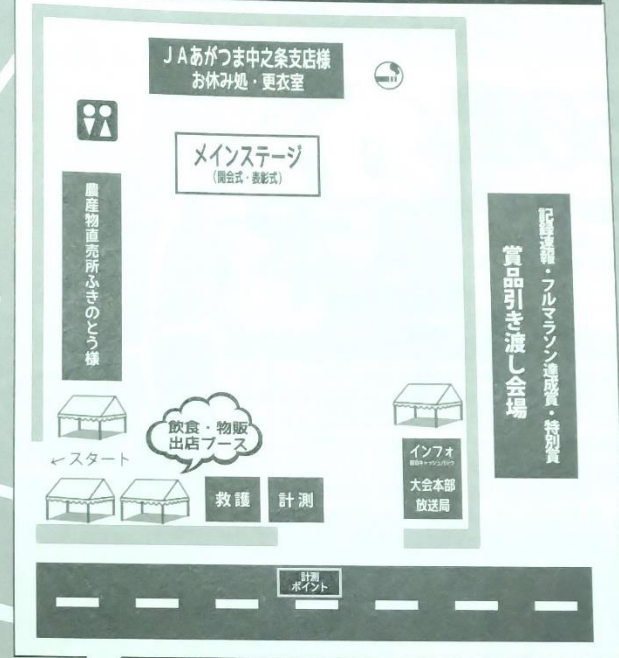 JAあがつま中之条支店様
お休み処・更衣室
メインステージ
(開会式・表彰式)
農産物直売所ふきのとう様
記録速報・フルマラソン達成賞・特別賞
賞品引き渡し会場
飲食・物販
出店ブース
←スタート
インフォ
大会本部
放送局
救護
計測
計測
ポイント